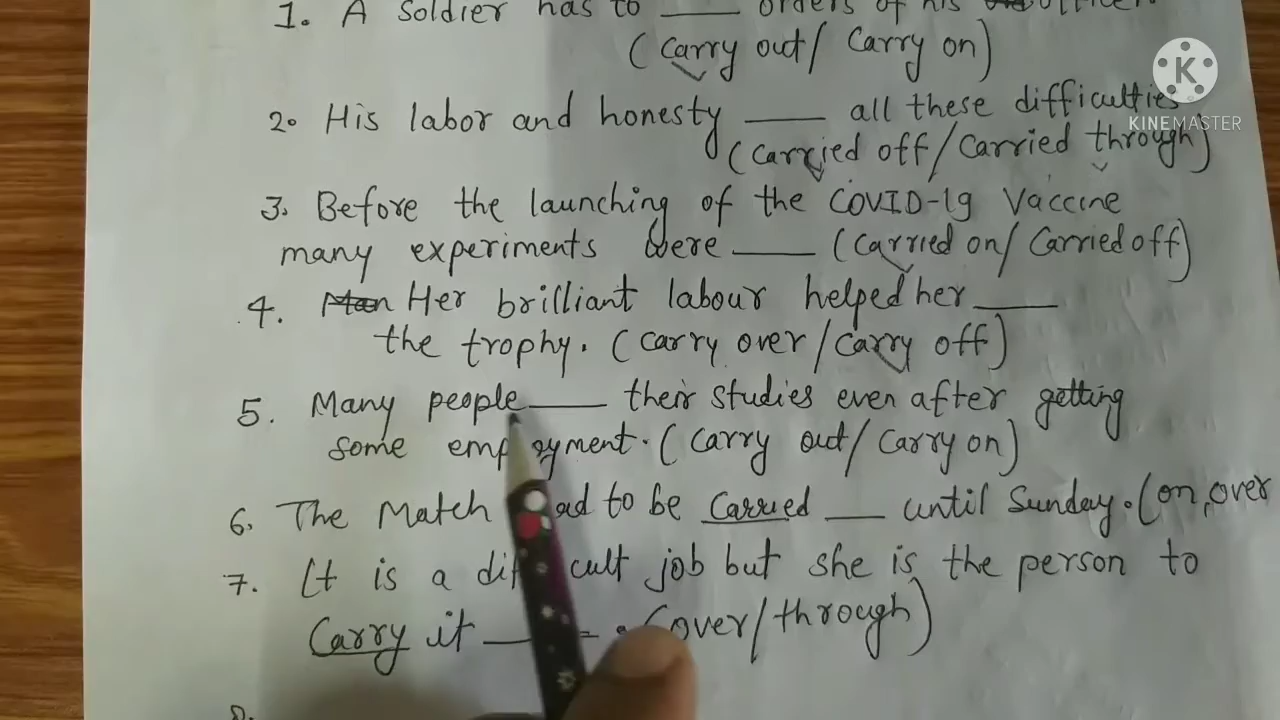 1. A Soldier has to ____ orders of his officer.
(Carry out/ Carry on)
KINEMASTER
2. His labor and honesty ____ all these difficulties
(Carried off/Carried through)
3. Before the launching of the COVID-19 Vaccine
many experiments were ____ (Carried on/ Carried off)
4. Her brilliant labour helped her ____
the trophy. (Carry over/Carry off)
5. Many people ____ their studies even after getting
some employment. (Carry out/ Carry on)
6. The Match had to be Carried __ until Sunday. (on, over
7. It is a difficult job but she is the person to
Carry it ____. (over/through)